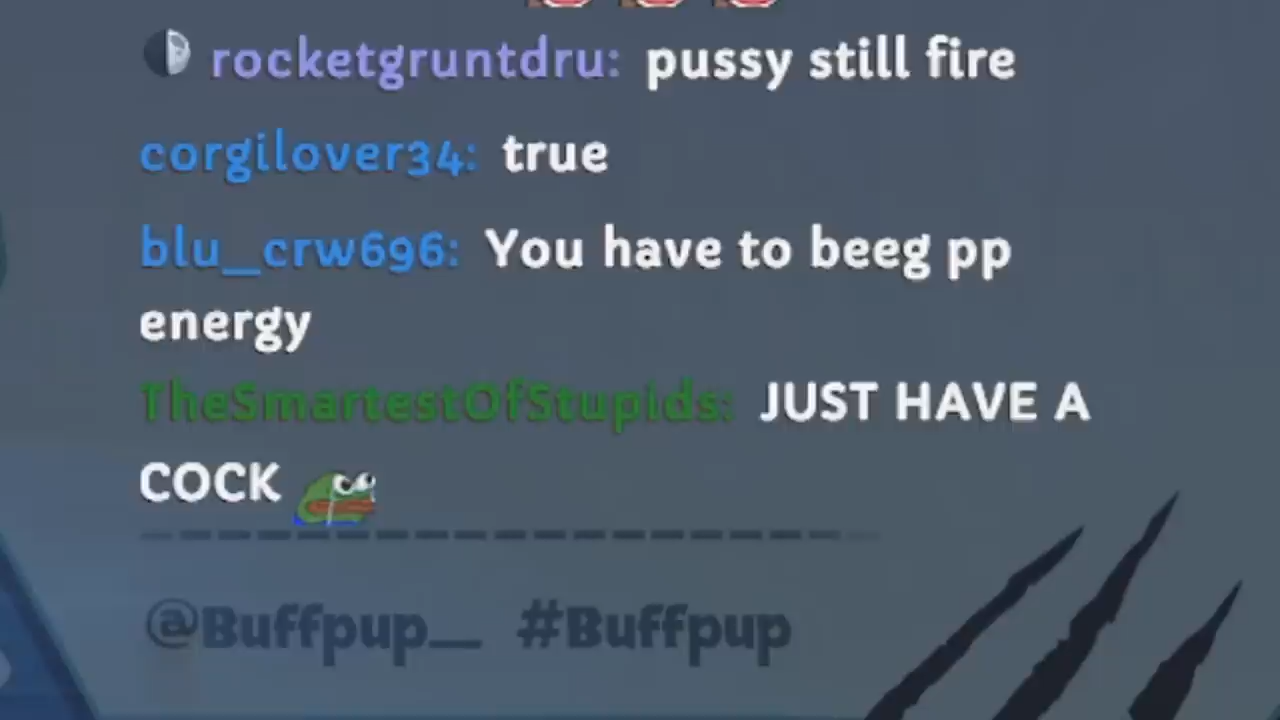 rocketgruntdru: pussy still fire
corgilover34: true
blu_crw696: You have to beeg pp
energy
TheSmartestOfStupids: JUST HAVE A
COCK
@Buffpup__ #Buffpup